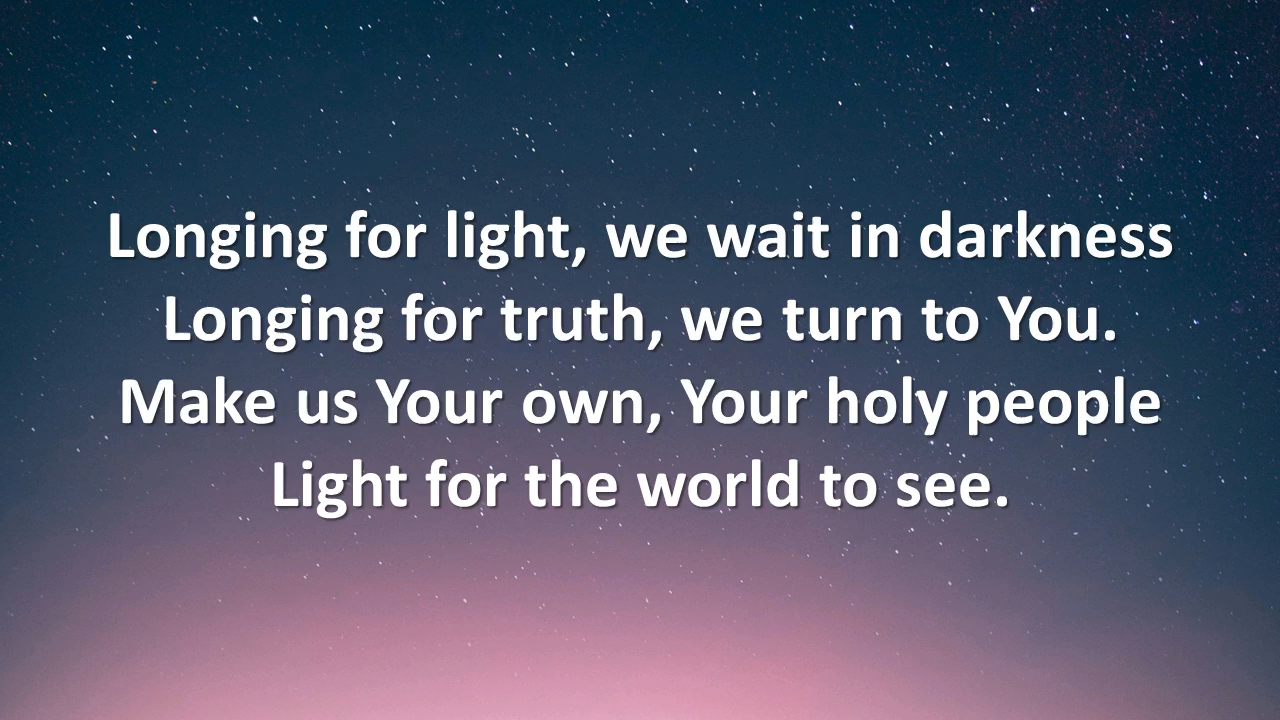 Longing for light, we wait in darkness
Longing for truth, we turn to You.
Make us Your own, Your holy people
Light for the world to see.